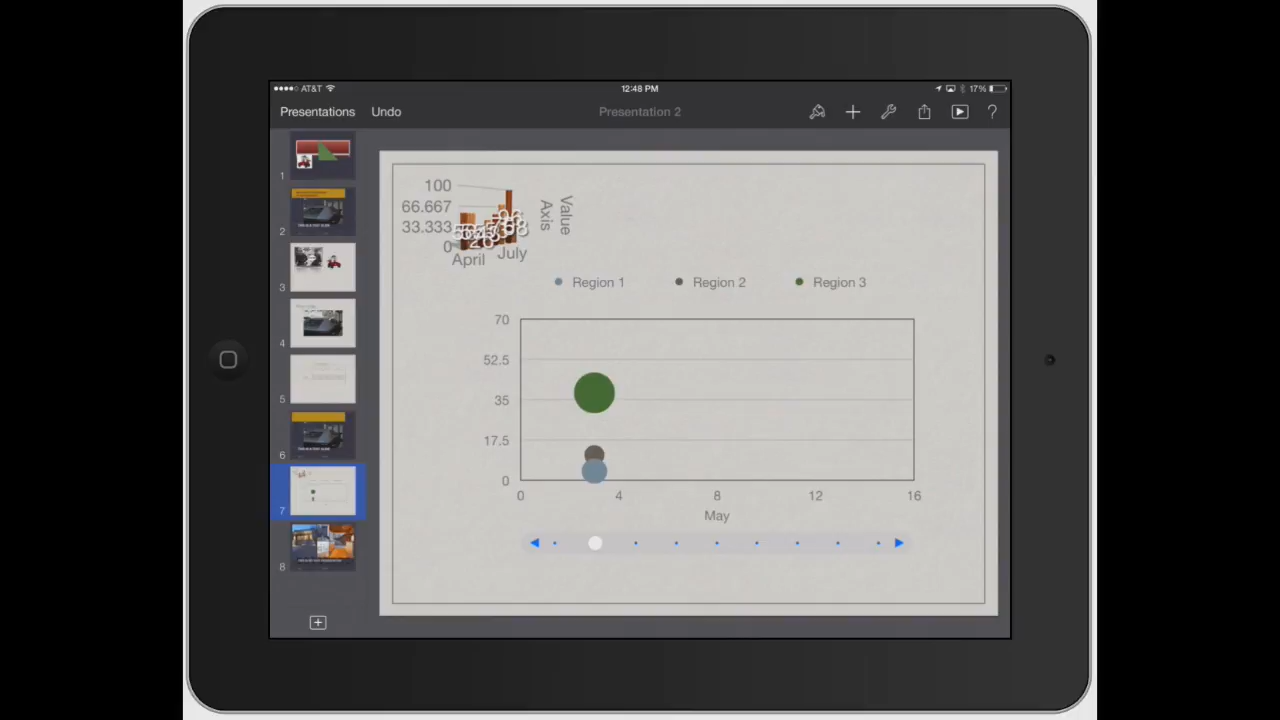 AT&T 12:48 PM 17%
Presentations Undo Presentation 2 ?
1
2
3
4
5
6
7
8
100
66.667
33.333
0
April July
Value
Axis
Region 1 Region 2 Region 3
70
52.5
35
17.5
0
0 4 8 12 16
May